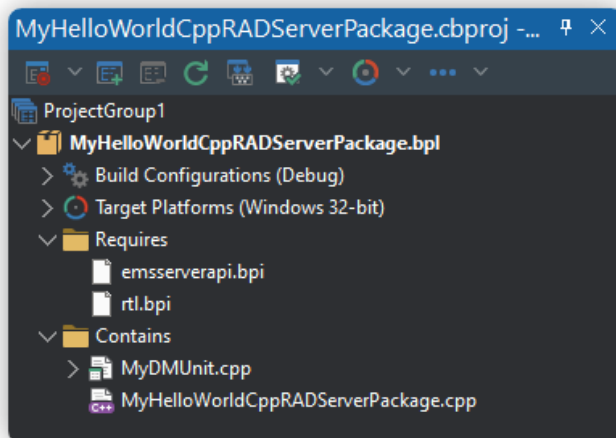 MyHelloWorldCppRADServerPackage.cbproj -...
ProjectGroup1
MyHelloWorldCppRADServerPackage.bpl
Build Configurations (Debug)
Target Platforms (Windows 32-bit)
Requires
emsserverapi.bpi
rtl.bpi
Contains
MyDMUnit.cpp
C++ MyHelloWorldCppRADServerPackage.cpp